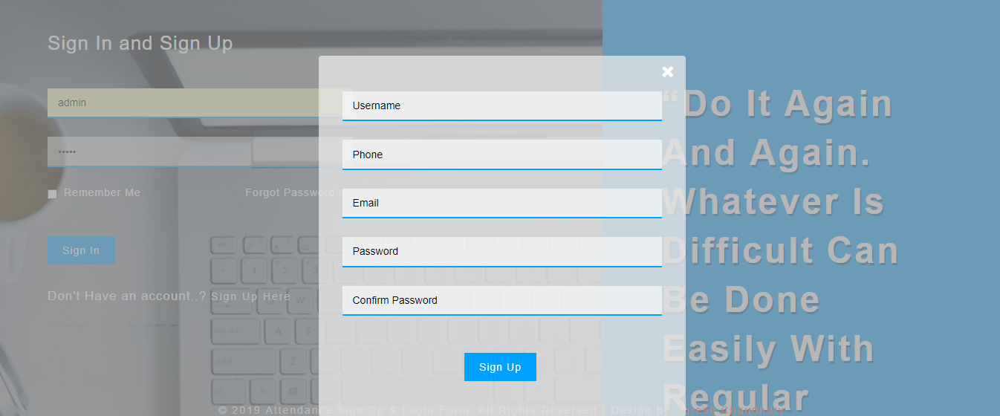 Sign In and Sign Up
admin
•••••
Remember Me
Forgot Password
Sign In
Don't Have an account..? Sign Up Here
Username
Phone
Email
Password
Confirm Password
Sign Up
“Do It Again
And Again.
Whatever Is
Difficult Can
Be Done
Easily With
Regular
© 2019 Attendance Sign Up & Login Form. All Rights Reserved | Design by